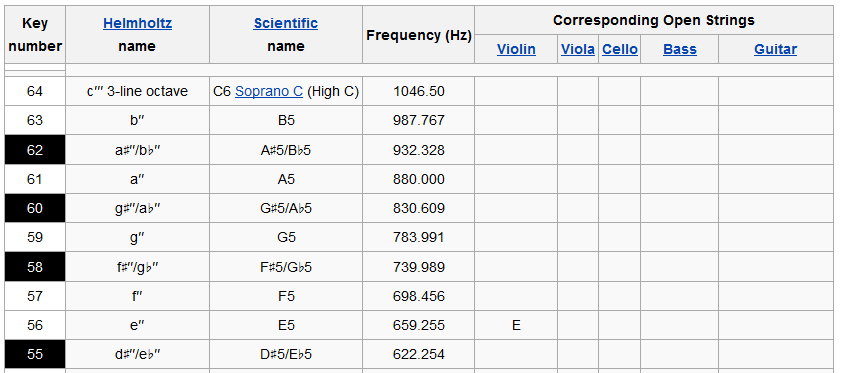 Key number Helmholtz name Scientific name Frequency (Hz) Corresponding Open Strings
Violin Viola Cello Bass Guitar
64 c′′′ 3-line octave C6 Soprano C (High C) 1046.50
63 b′′ B5 987.767
62 a♯′′/b♭′′ A♯5/B♭5 932.328
61 a′′ A5 880.000
60 g♯′′/a♭′′ G♯5/A♭5 830.609
59 g′′ G5 783.991
58 f♯′′/g♭′′ F♯5/G♭5 739.989
57 f′′ F5 698.456
56 e′′ E5 659.255 E
55 d♯′′/e♭′′ D♯5/E♭5 622.254